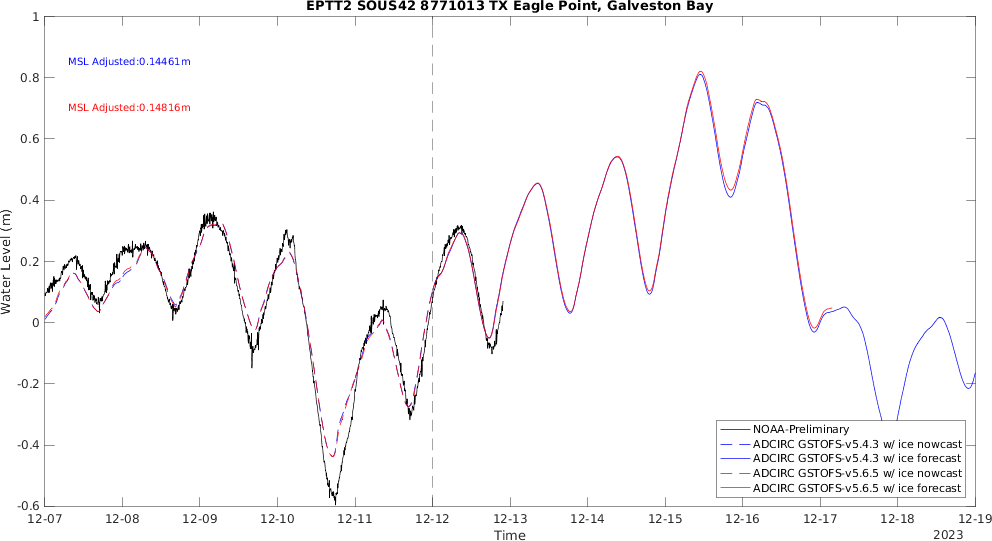 EPTT2 SOUS42 8771013 TX Eagle Point, Galveston Bay
1
0.8
0.6
0.4
0.2
0
-0.2
-0.4
-0.6
Water Level (m)
MSL Adjusted:0.14461m
MSL Adjusted:0.14816m
NOAA-Preliminary
ADCIRC GSTOFS-v5.4.3 w/ ice nowcast
ADCIRC GSTOFS-v5.4.3 w/ ice forecast
ADCIRC GSTOFS-v5.6.5 w/ ice nowcast
ADCIRC GSTOFS-v5.6.5 w/ ice forecast
12-07 12-08 12-09 12-10 12-11 12-12 12-13 12-14 12-15 12-16 12-17 12-18 12-19
Time
2023